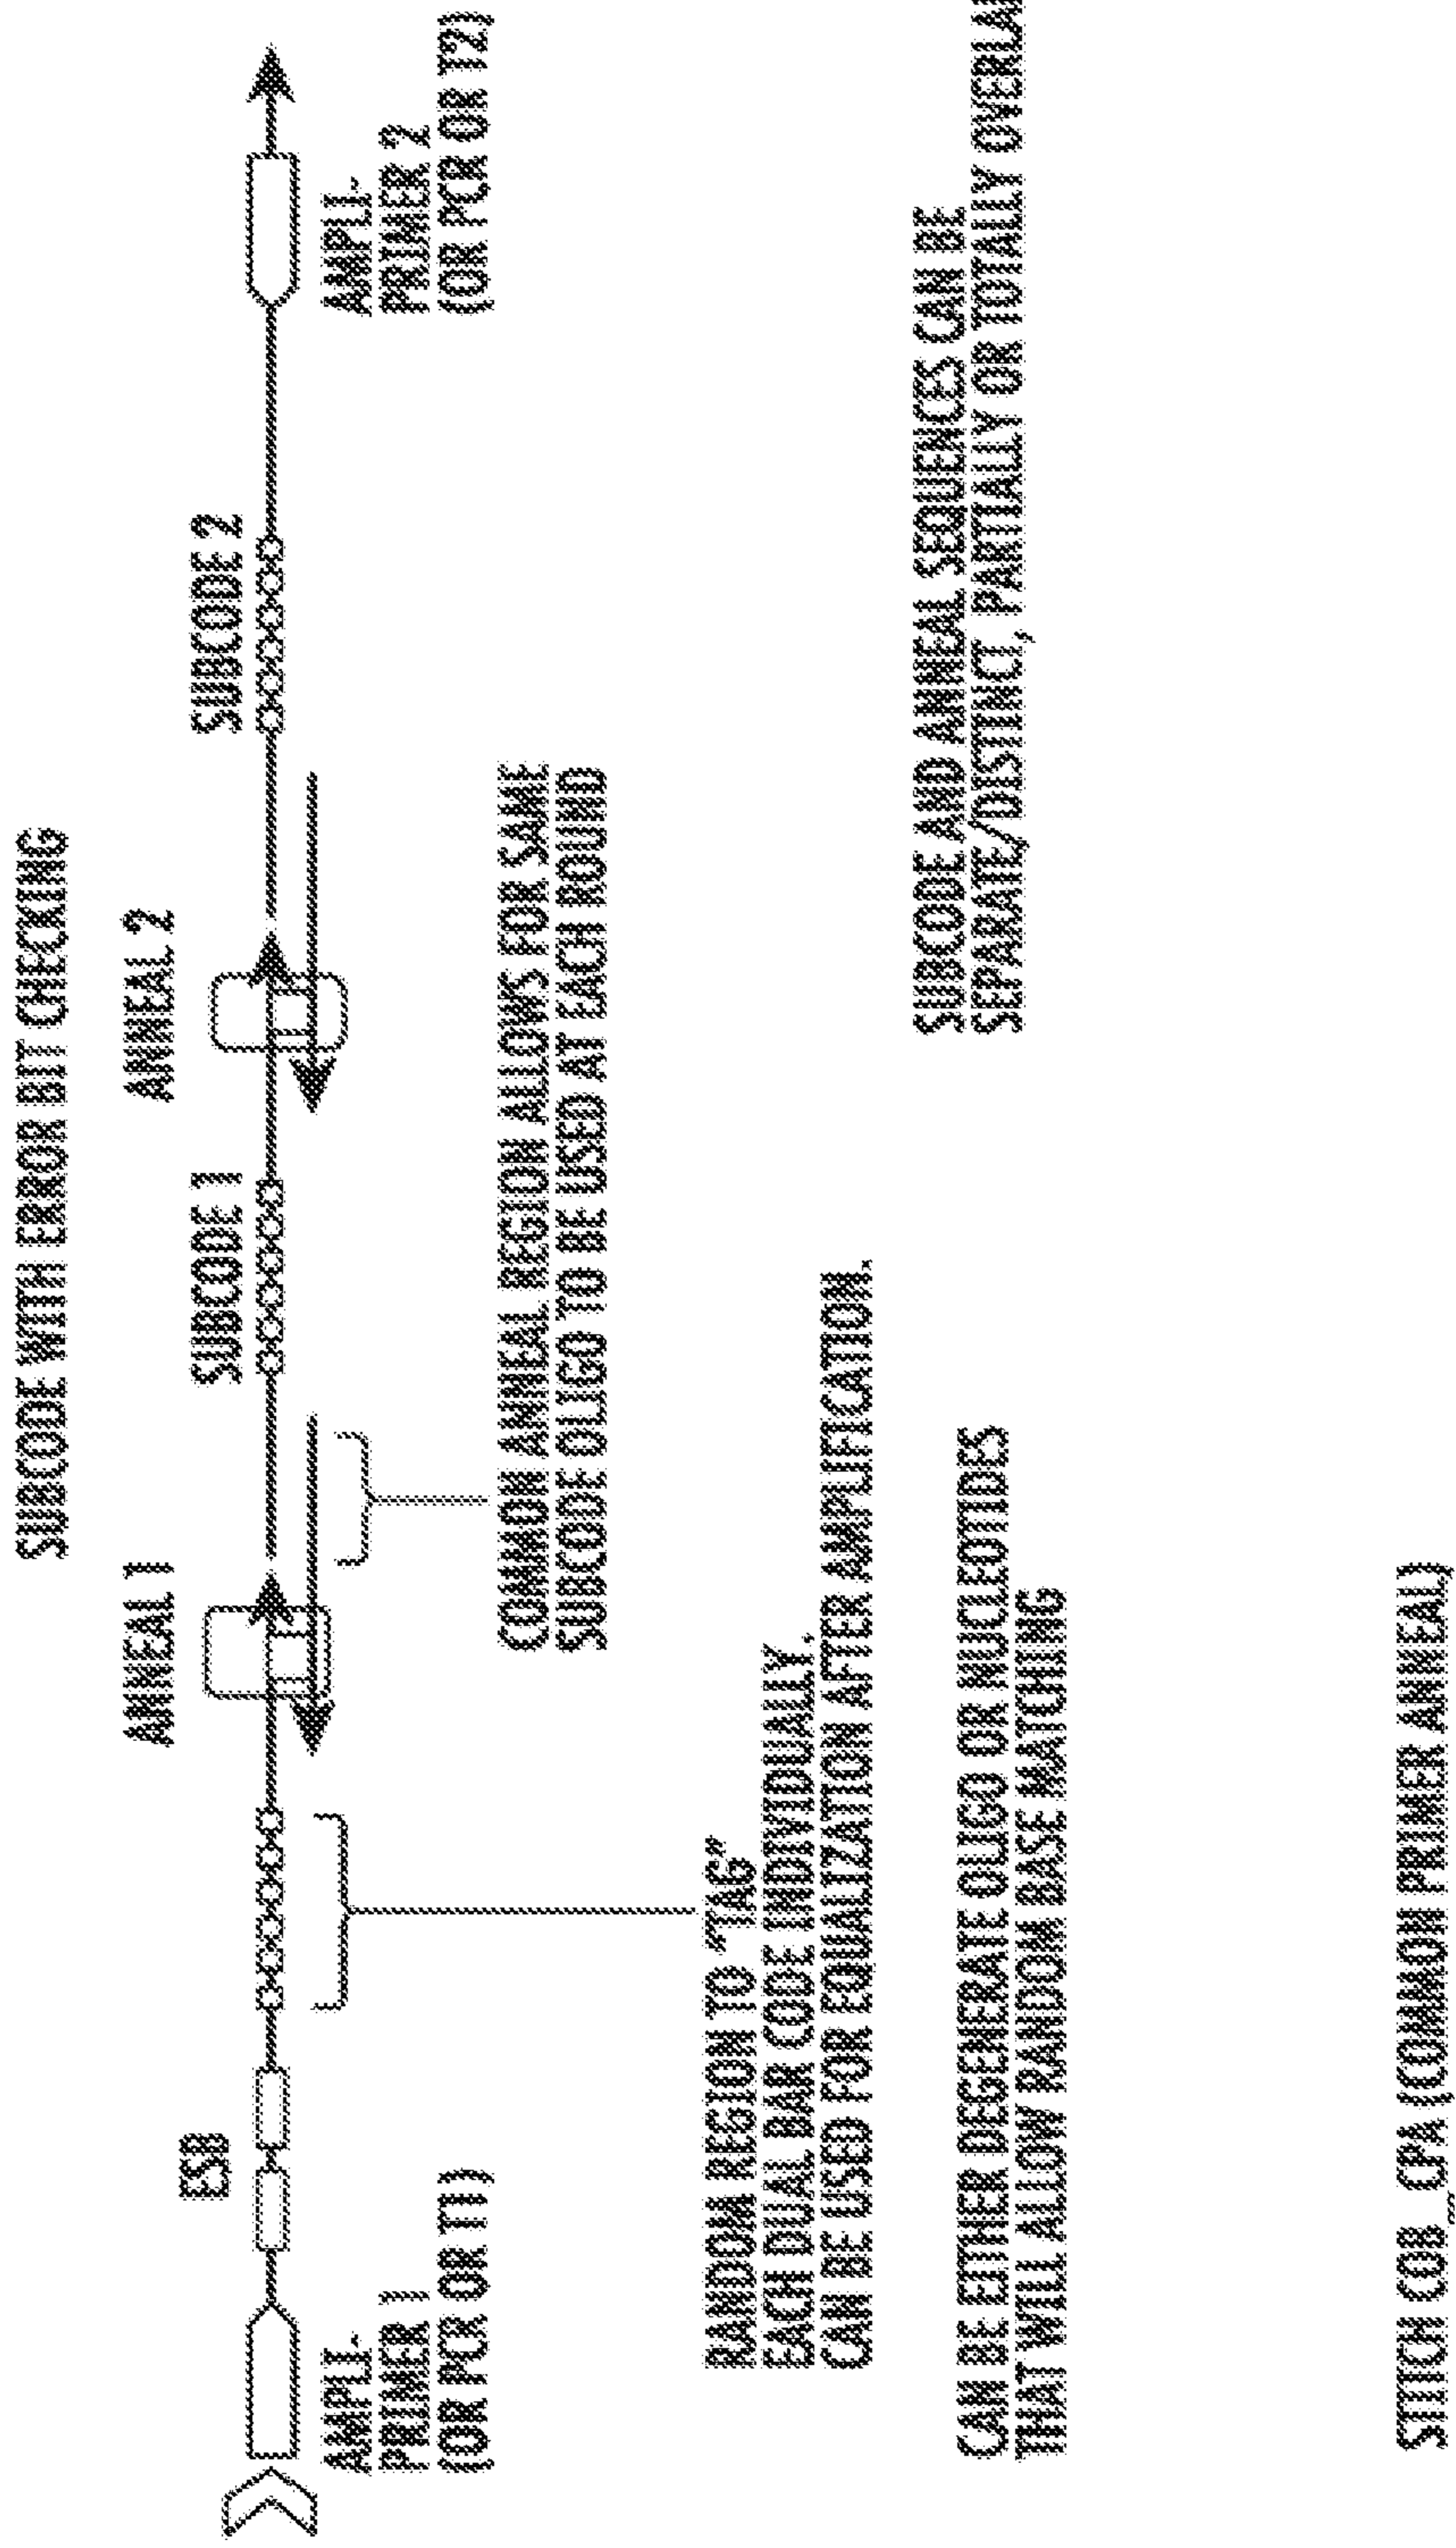 SUBCODE WITH ERROR BIT CHECKING
ANNEAL 1
ANNEAL 2
ESB
SUBCODE 1
SUBCODE 2
AMPLI-
PRIMER 1
(OR PCR OR T1)
AMPLI-
PRIMER 2
(OR PCR OR T2)
COMMON ANNEAL REGION ALLOWS FOR SAME
SUBCODE OLIGO TO BE USED AT EACH ROUND
RANDOM REGION TO "TAG"
EACH DUAL BAR CODE INDIVIDUALLY.
CAN BE USED FOR EQUALIZATION AFTER AMPLIFICATION.
SUBCODE AND ANNEAL SEQUENCES CAN BE
SEPARATE/DISTINCT, PARTIALLY OR TOTALLY
CAN BE EITHER DEGENERATE OLIGO OR NUCLEOTIDES
THAT WILL ALLOW RANDOM BASE MATCHING
STITCH COB_CPA (COMMON PRIMER ANNEAL)